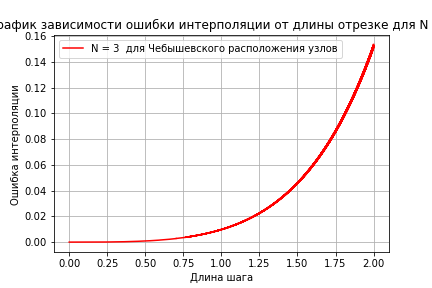 рафик зависимости ошибки интерполяции от длины отрезке для N
N = 3 для Чебышевского расположения узлов
Ошибка интерполяции
0.16
0.14
0.12
0.10
0.08
0.06
0.04
0.02
0.00
0.00 0.25 0.50 0.75 1.00 1.25 1.50 1.75 2.00
Длина шага